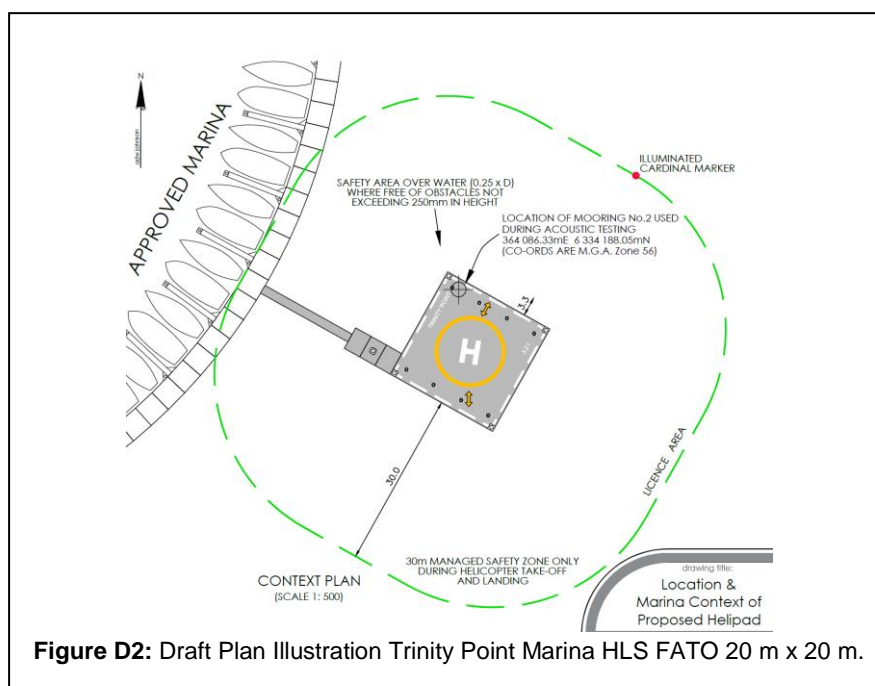 N
APPROVED MARINA
ILLUMINATED
CARDINAL MARKER
SAFETY AREA OVER WATER (0.25 x D)
WHERE FREE OF OBSTACLES NOT
EXCEEDING 250mm IN HEIGHT
LOCATION OF MOORING No.2 USED
DURING ACOUSTIC TESTING
364 086.33mE 6 334 188.05mN
(CO-ORDS ARE M.G.A. Zone 56)
3.3
TRINITY POINT
H
30.0
LICENCE AREA
30m MANAGED SAFETY ZONE ONLY
DURING HELICOPTER TAKE-OFF
AND LANDING
CONTEXT PLAN
(SCALE 1: 500)
drawing title:
Location &
Marina Context of
Proposed Helipad
Figure D2: Draft Plan Illustration Trinity Point Marina HLS FATO 20 m x 20 m.